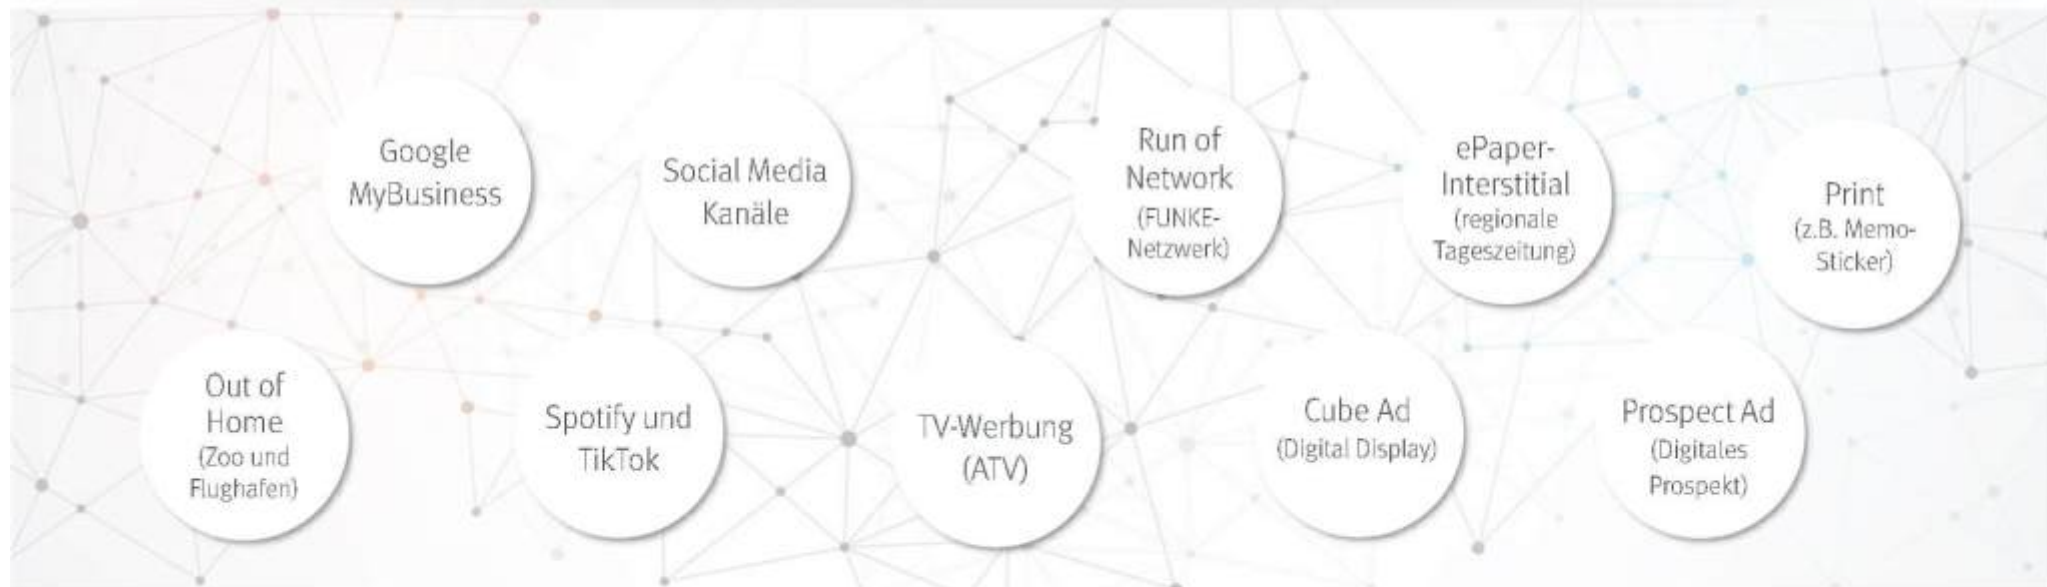 Google
MyBusiness
Social Media
Kanäle
Run of
Network
(FUNKE-
Netzwerk)
ePaper-
Interstitial
(regionale
Tageszeitung)
Print
(z.B. Memo-
Sticker)
Out of
Home
(Zoo und
Flughafen)
Spotify und
TikTok
TV-Werbung
(ATV)
Cube Ad
(Digital Display)
Prospect Ad
(Digitales
Prospekt)